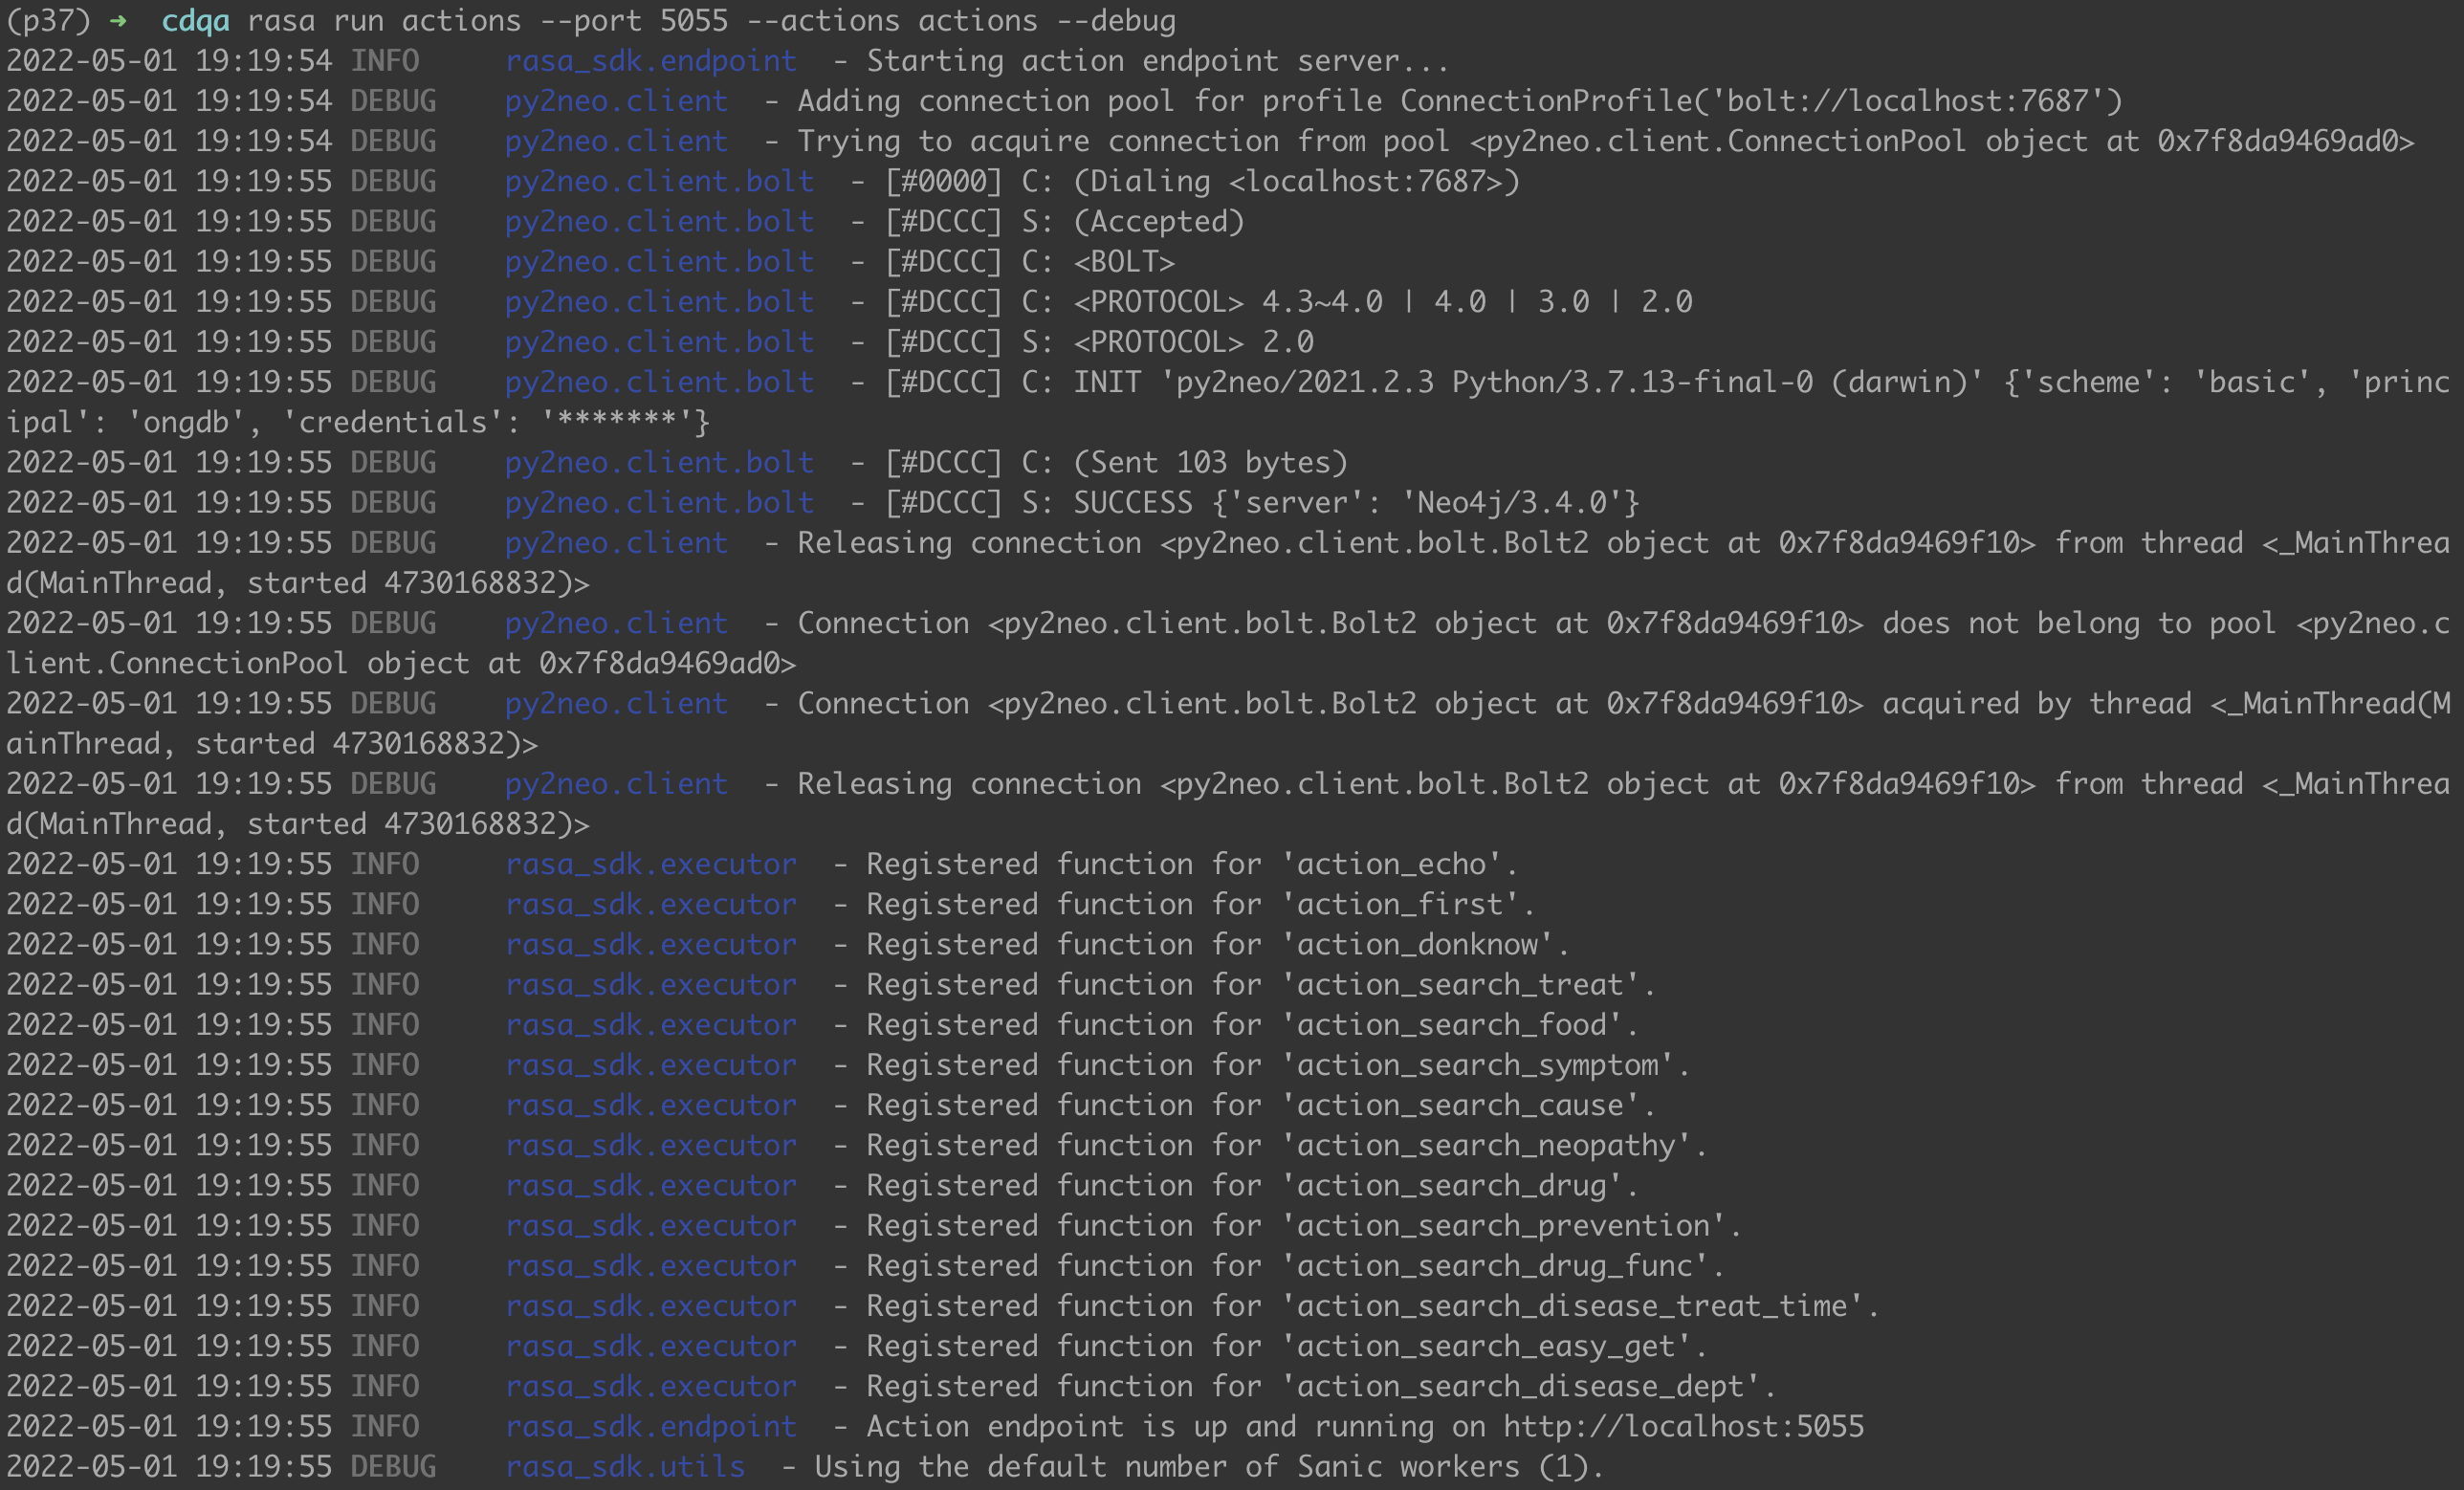 (p37) ➜  cdqa rasa run actions --port 5055 --actions actions --debug
2022-05-01 19:19:54 INFO     rasa_sdk.endpoint  - Starting action endpoint server...
2022-05-01 19:19:54 DEBUG    py2neo.client  - Adding connection pool for profile ConnectionProfile('bolt://localhost:7687')
2022-05-01 19:19:54 DEBUG    py2neo.client  - Trying to acquire connection from pool <py2neo.client.ConnectionPool object at 0x7f8da9469ad0>
2022-05-01 19:19:55 DEBUG    py2neo.client.bolt  - [#0000] C: (Dialing <localhost:7687>)
2022-05-01 19:19:55 DEBUG    py2neo.client.bolt  - [#DCCC] S: (Accepted)
2022-05-01 19:19:55 DEBUG    py2neo.client.bolt  - [#DCCC] C: <BOLT>
2022-05-01 19:19:55 DEBUG    py2neo.client.bolt  - [#DCCC] C: <PROTOCOL> 4.3~4.0 | 4.0 | 3.0 | 2.0
2022-05-01 19:19:55 DEBUG    py2neo.client.bolt  - [#DCCC] S: <PROTOCOL> 2.0
2022-05-01 19:19:55 DEBUG    py2neo.client.bolt  - [#DCCC] C: INIT 'py2neo/2021.2.3 Python/3.7.13-final-0 (darwin)' {'scheme': 'basic', 'princ
ipal': 'ongdb', 'credentials': '*******'}
2022-05-01 19:19:55 DEBUG    py2neo.client.bolt  - [#DCCC] C: (Sent 103 bytes)
2022-05-01 19:19:55 DEBUG    py2neo.client.bolt  - [#DCCC] S: SUCCESS {'server': 'Neo4j/3.4.0'}
2022-05-01 19:19:55 DEBUG    py2neo.client  - Releasing connection <py2neo.client.bolt.Bolt2 object at 0x7f8da9469f10> from thread <_MainThrea
d(MainThread, started 4730168832)>
2022-05-01 19:19:55 DEBUG    py2neo.client  - Connection <py2neo.client.bolt.Bolt2 object at 0x7f8da9469f10> does not belong to pool <py2neo.c
lient.ConnectionPool object at 0x7f8da9469ad0>
2022-05-01 19:19:55 DEBUG    py2neo.client  - Connection <py2neo.client.bolt.Bolt2 object at 0x7f8da9469f10> acquired by thread <_MainThread(M
ainThread, started 4730168832)>
2022-05-01 19:19:55 DEBUG    py2neo.client  - Releasing connection <py2neo.client.bolt.Bolt2 object at 0x7f8da9469f10> from thread <_MainThrea
d(MainThread, started 4730168832)>
2022-05-01 19:19:55 INFO     rasa_sdk.executor  - Registered function for 'action_echo'.
2022-05-01 19:19:55 INFO     rasa_sdk.executor  - Registered function for 'action_first'.
2022-05-01 19:19:55 INFO     rasa_sdk.executor  - Registered function for 'action_donknow'.
2022-05-01 19:19:55 INFO     rasa_sdk.executor  - Registered function for 'action_search_treat'.
2022-05-01 19:19:55 INFO     rasa_sdk.executor  - Registered function for 'action_search_food'.
2022-05-01 19:19:55 INFO     rasa_sdk.executor  - Registered function for 'action_search_symptom'.
2022-05-01 19:19:55 INFO     rasa_sdk.executor  - Registered function for 'action_search_cause'.
2022-05-01 19:19:55 INFO     rasa_sdk.executor  - Registered function for 'action_search_neopathy'.
2022-05-01 19:19:55 INFO     rasa_sdk.executor  - Registered function for 'action_search_drug'.
2022-05-01 19:19:55 INFO     rasa_sdk.executor  - Registered function for 'action_search_prevention'.
2022-05-01 19:19:55 INFO     rasa_sdk.executor  - Registered function for 'action_search_drug_func'.
2022-05-01 19:19:55 INFO     rasa_sdk.executor  - Registered function for 'action_search_disease_treat_time'.
2022-05-01 19:19:55 INFO     rasa_sdk.executor  - Registered function for 'action_search_easy_get'.
2022-05-01 19:19:55 INFO     rasa_sdk.executor  - Registered function for 'action_search_disease_dept'.
2022-05-01 19:19:55 INFO     rasa_sdk.endpoint  - Action endpoint is up and running on http://localhost:5055
2022-05-01 19:19:55 DEBUG    rasa_sdk.utils  - Using the default number of Sanic workers (1).